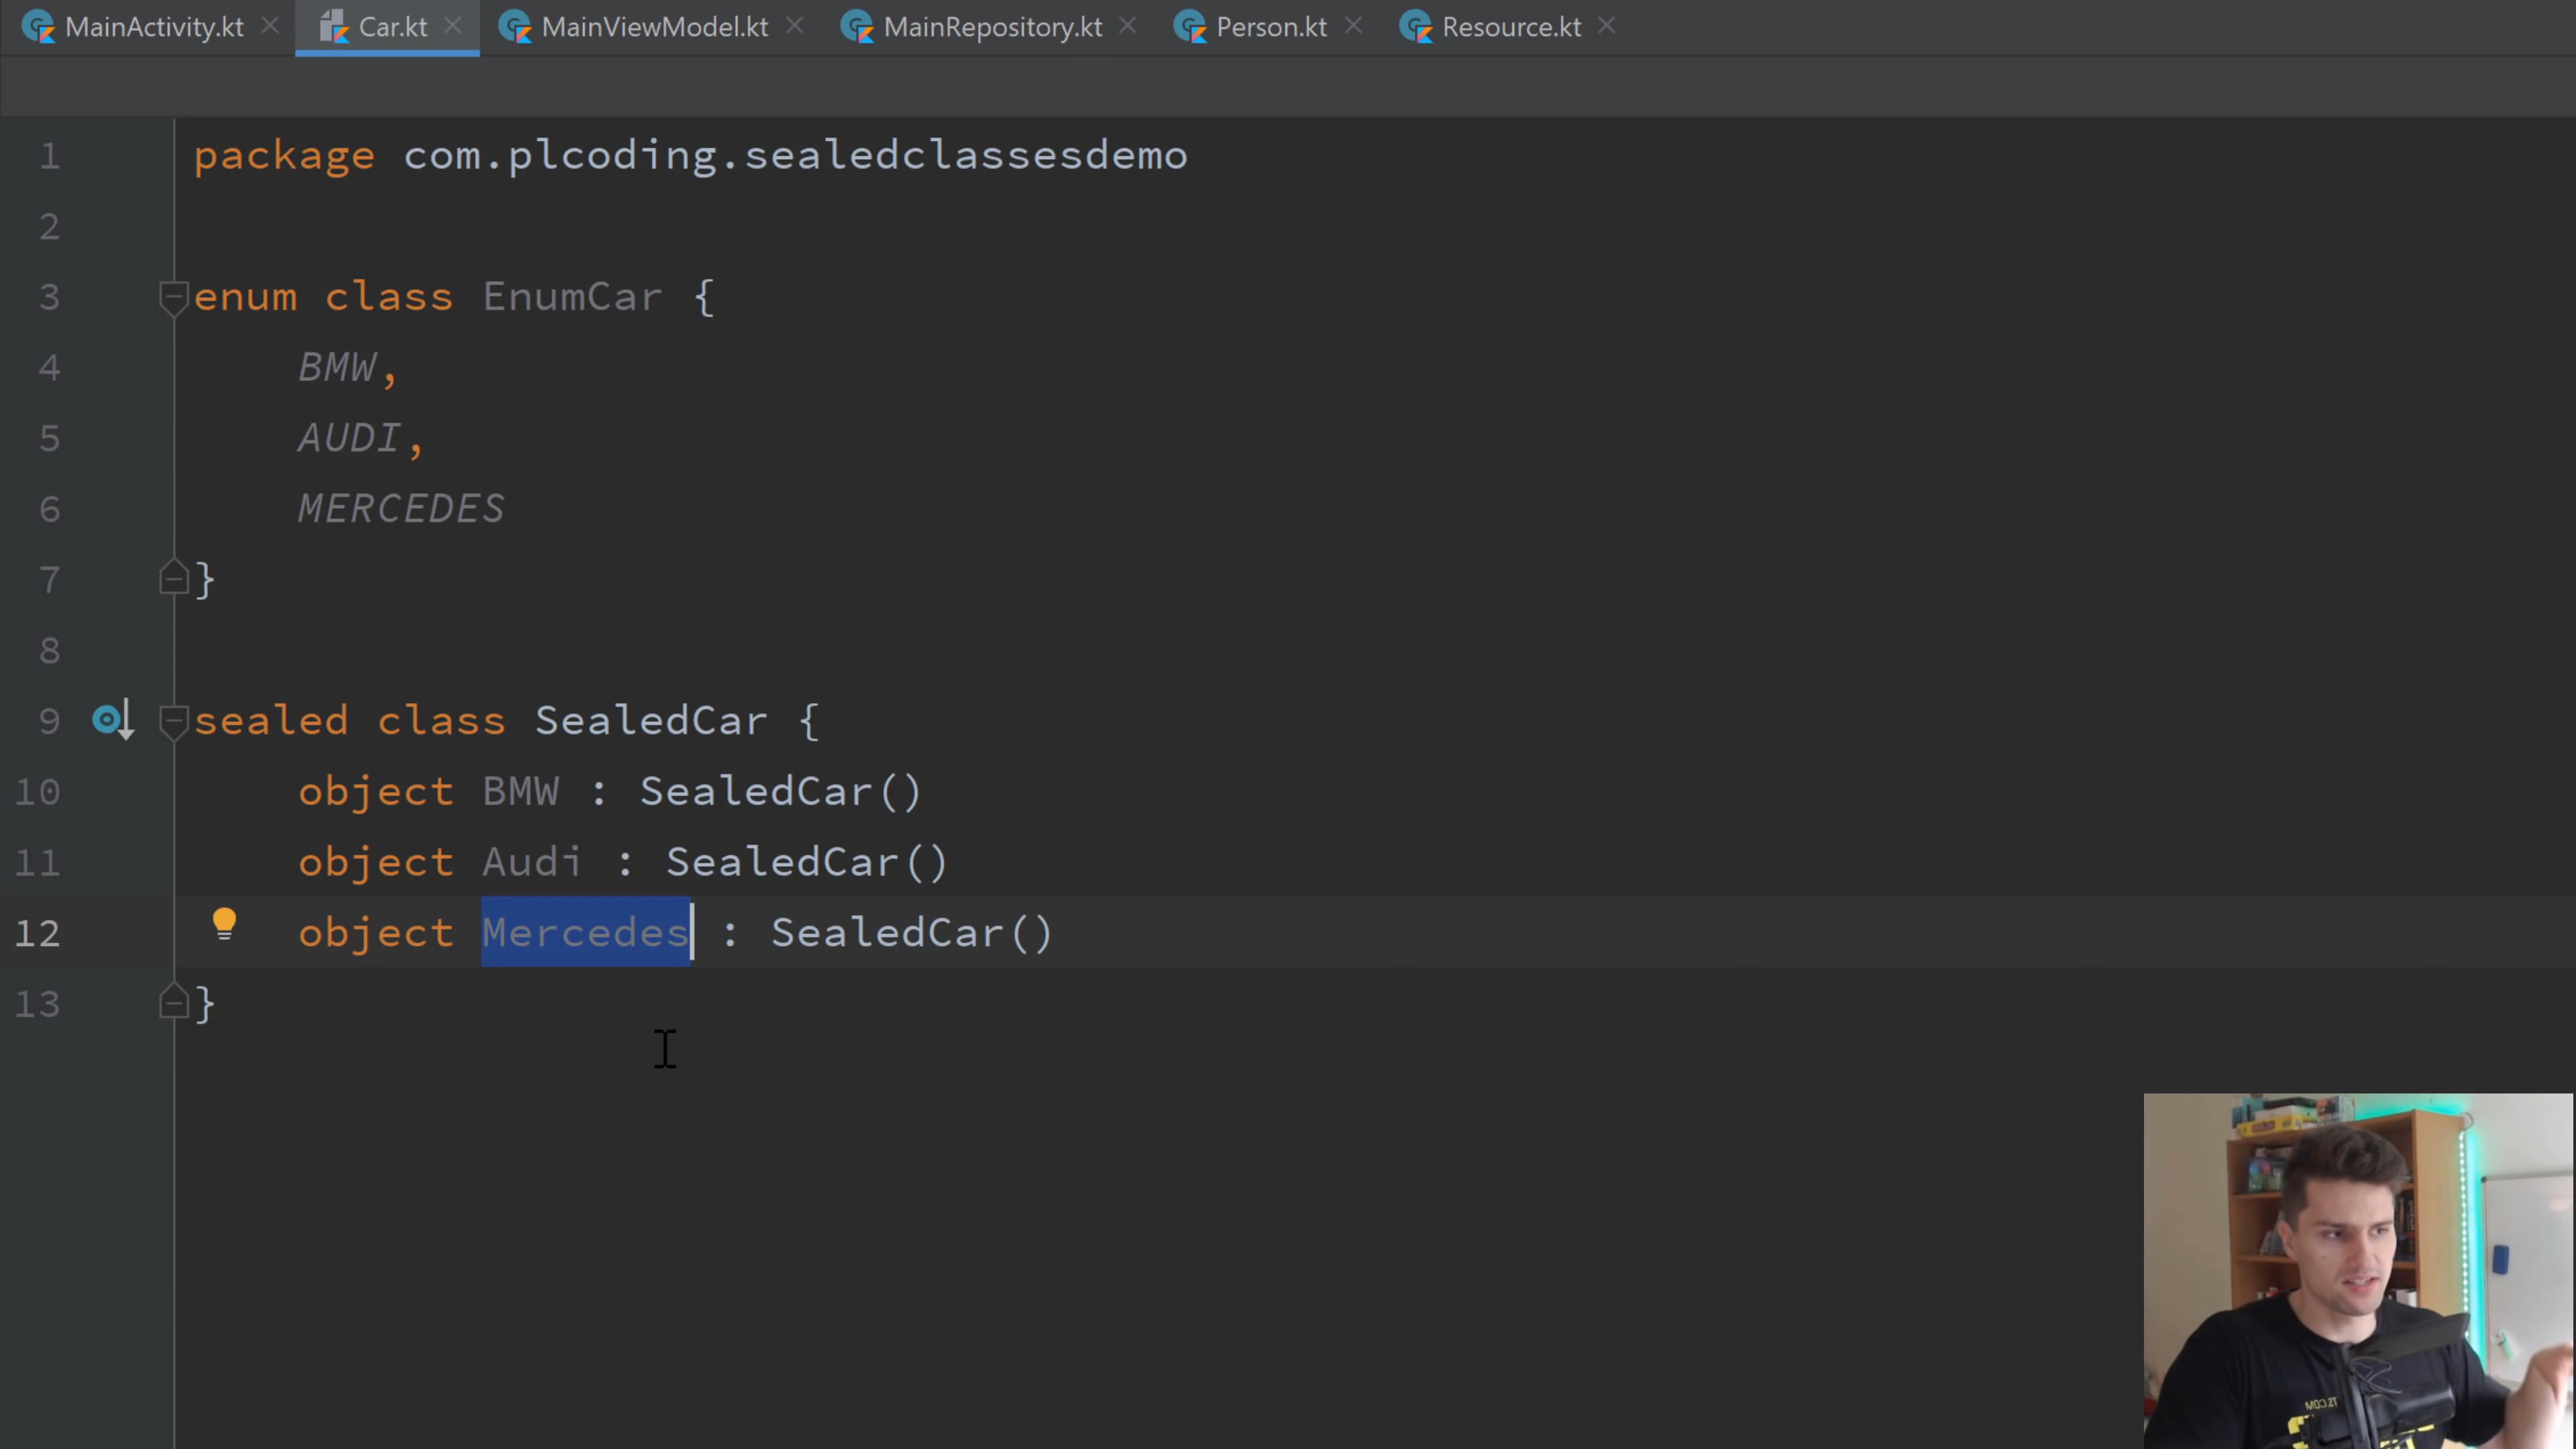 MainActivity.kt Car.kt MainViewModel.kt MainRepository.kt Person.kt Resource.kt
1 package com.plcoding.sealedclassesdemo
2
3 enum class EnumCar {
4 BMW,
5 AUDI,
6 MERCEDES
7 }
8
9 sealed class SealedCar {
10 object BMW : SealedCar()
11 object Audi : SealedCar()
12 object Mercedes : SealedCar()
13 }